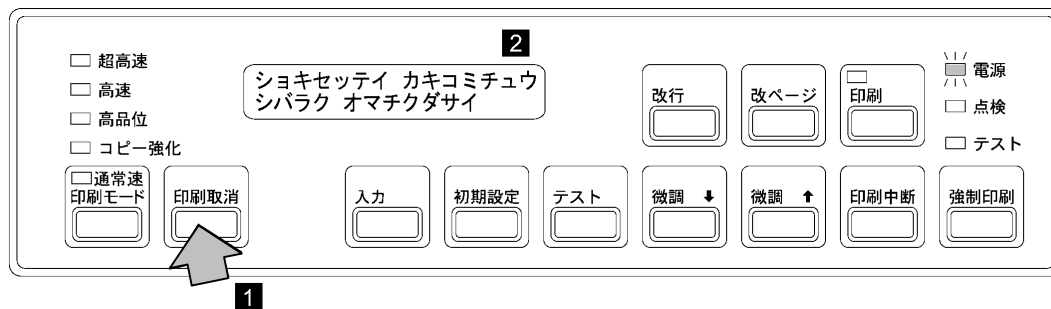 2
超高速
高速
高品位
コピー強化
通常速
印刷モード
印刷取消
ショキセッテイ カキコミチュウ
シバラク オマチクダサイ
改行
改ページ
印刷
電源
点検
テスト
入力
初期設定
テスト
微調 ⬇
微調 ⬆
印刷中断
強制印刷
1